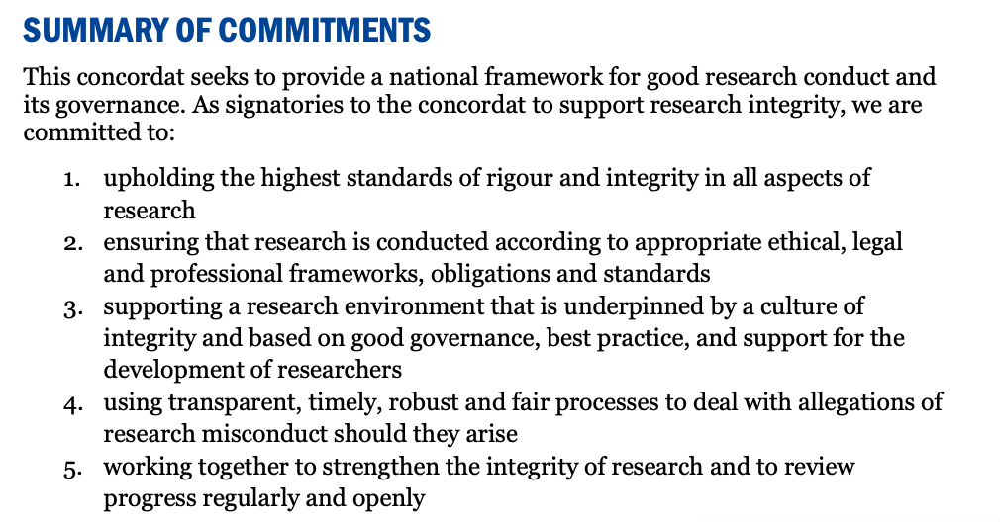 SUMMARY OF COMMITMENTS
This concordat seeks to provide a national framework for good research conduct and
its governance. As signatories to the concordat to support research integrity, we are
committed to:
1. upholding the highest standards of rigour and integrity in all aspects of
research
2. ensuring that research is conducted according to appropriate ethical, legal
and professional frameworks, obligations and standards
3. supporting a research environment that is underpinned by a culture of
integrity and based on good governance, best practice, and support for the
development of researchers
4. using transparent, timely, robust and fair processes to deal with allegations of
research misconduct should they arise
5. working together to strengthen the integrity of research and to review
progress regularly and openly